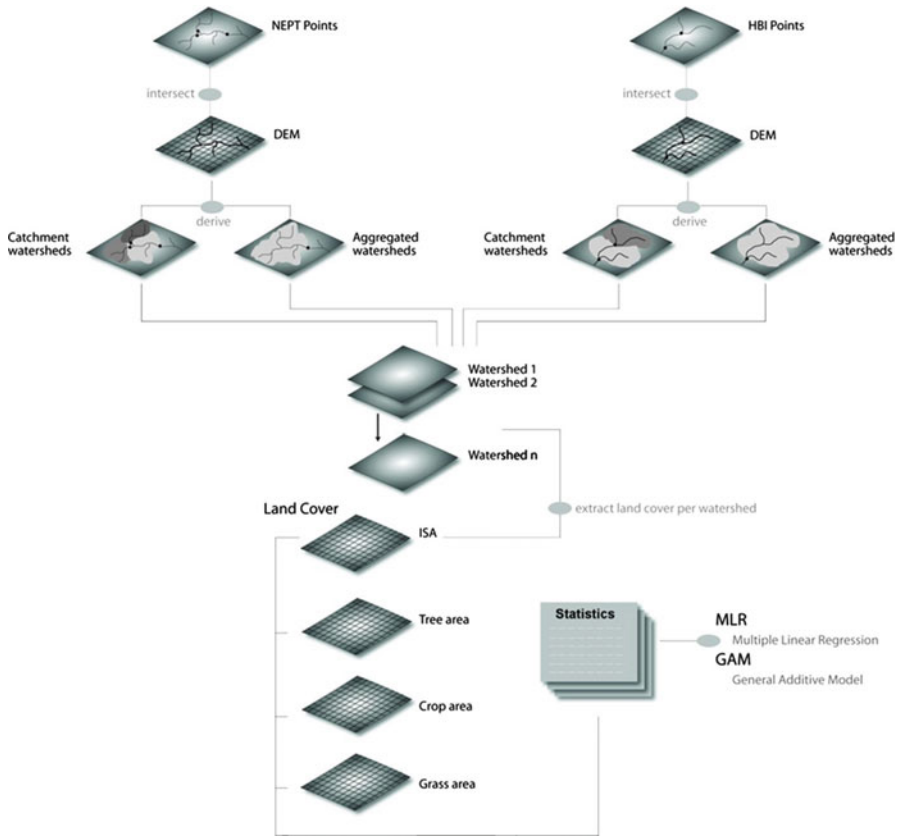 NEPT Points
HBI Points
intersect
intersect
DEM
DEM
derive
derive
Catchment
watersheds
Aggregated
watersheds
Catchment
watersheds
Aggregated
watersheds
Watershed 1
Watershed 2
Watershed n
extract land cover per watershed
Land Cover
ISA
Tree area
Crop area
Grass area
Statistics
MLR
Multiple Linear Regression
GAM
General Additive Model